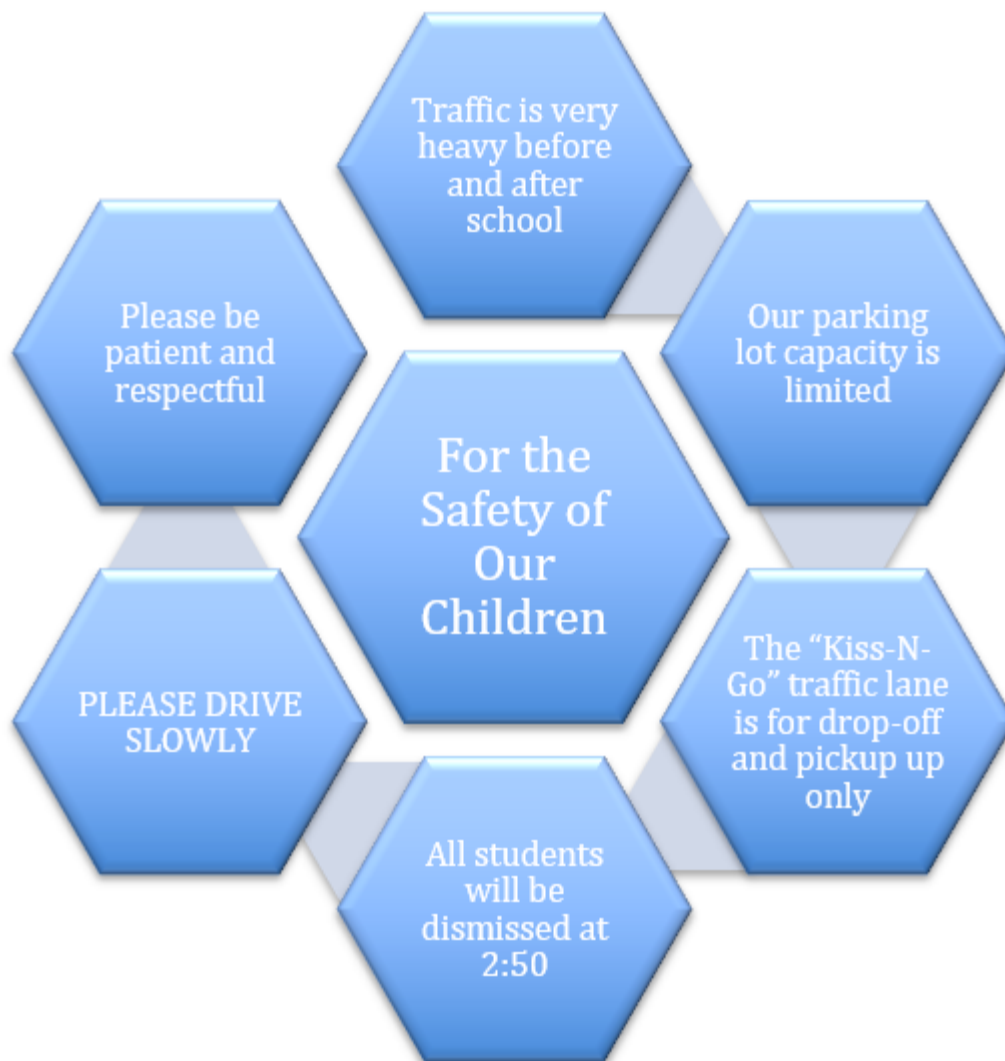 Traffic is very
heavy before
and after
school
Our parking
lot capacity is
limited
The “Kiss-N-
Go” traffic lane
is for drop-off
and pickup up
only
All students
will be
dismissed at
2:50
PLEASE DRIVE
SLOWLY
Please be
patient and
respectful
For the
Safety of
Our
Children